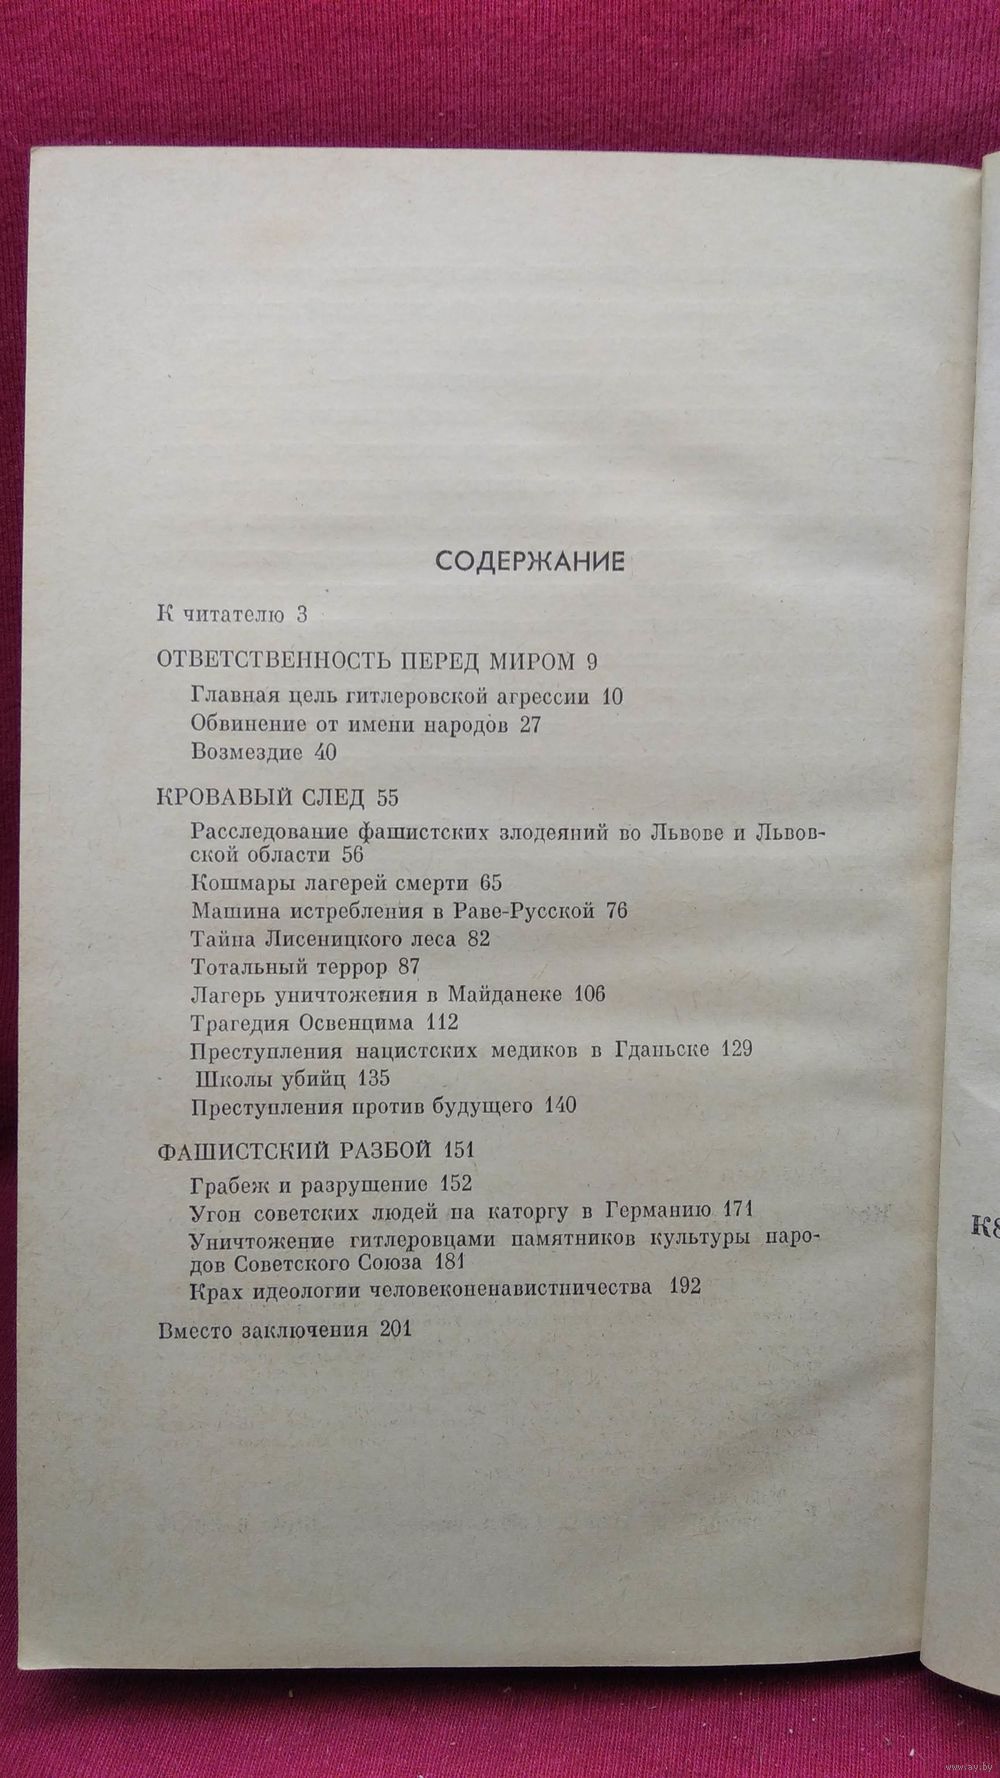 СОДЕРЖАНИЕ
К читателю 3
ОТВЕТСТВЕННОСТЬ ПЕРЕД МИРОМ 9
Главная цель гитлеровской агрессии 10
Обвинение от имени народов 27
Возмездие 40
КРОВАВЫЙ СЛЕД 55
Расследование фашистских злодеяний во Львове и Львов-
ской области 56
Кошмары лагерей смерти 65
Машина истребления в Раве-Русской 76
Тайна Лисеницкого леса 82
Тотальный террор 87
Лагерь уничтожения в Майданеке 106
Трагедия Освенцима 112
Преступления нацистских медиков в Гданьске 129
Школы убийц 135
Преступления против будущего 140
ФАШИСТСКИЙ РАЗБОЙ 151
Грабеж и разрушение 152
Угон советских людей на каторгу в Германию 171
Уничтожение гитлеровцами памятников культуры наро-
дов Советского Союза 181
Крах идеологии человеконенавистничества 192
Вместо заключения 201
www.ay.by